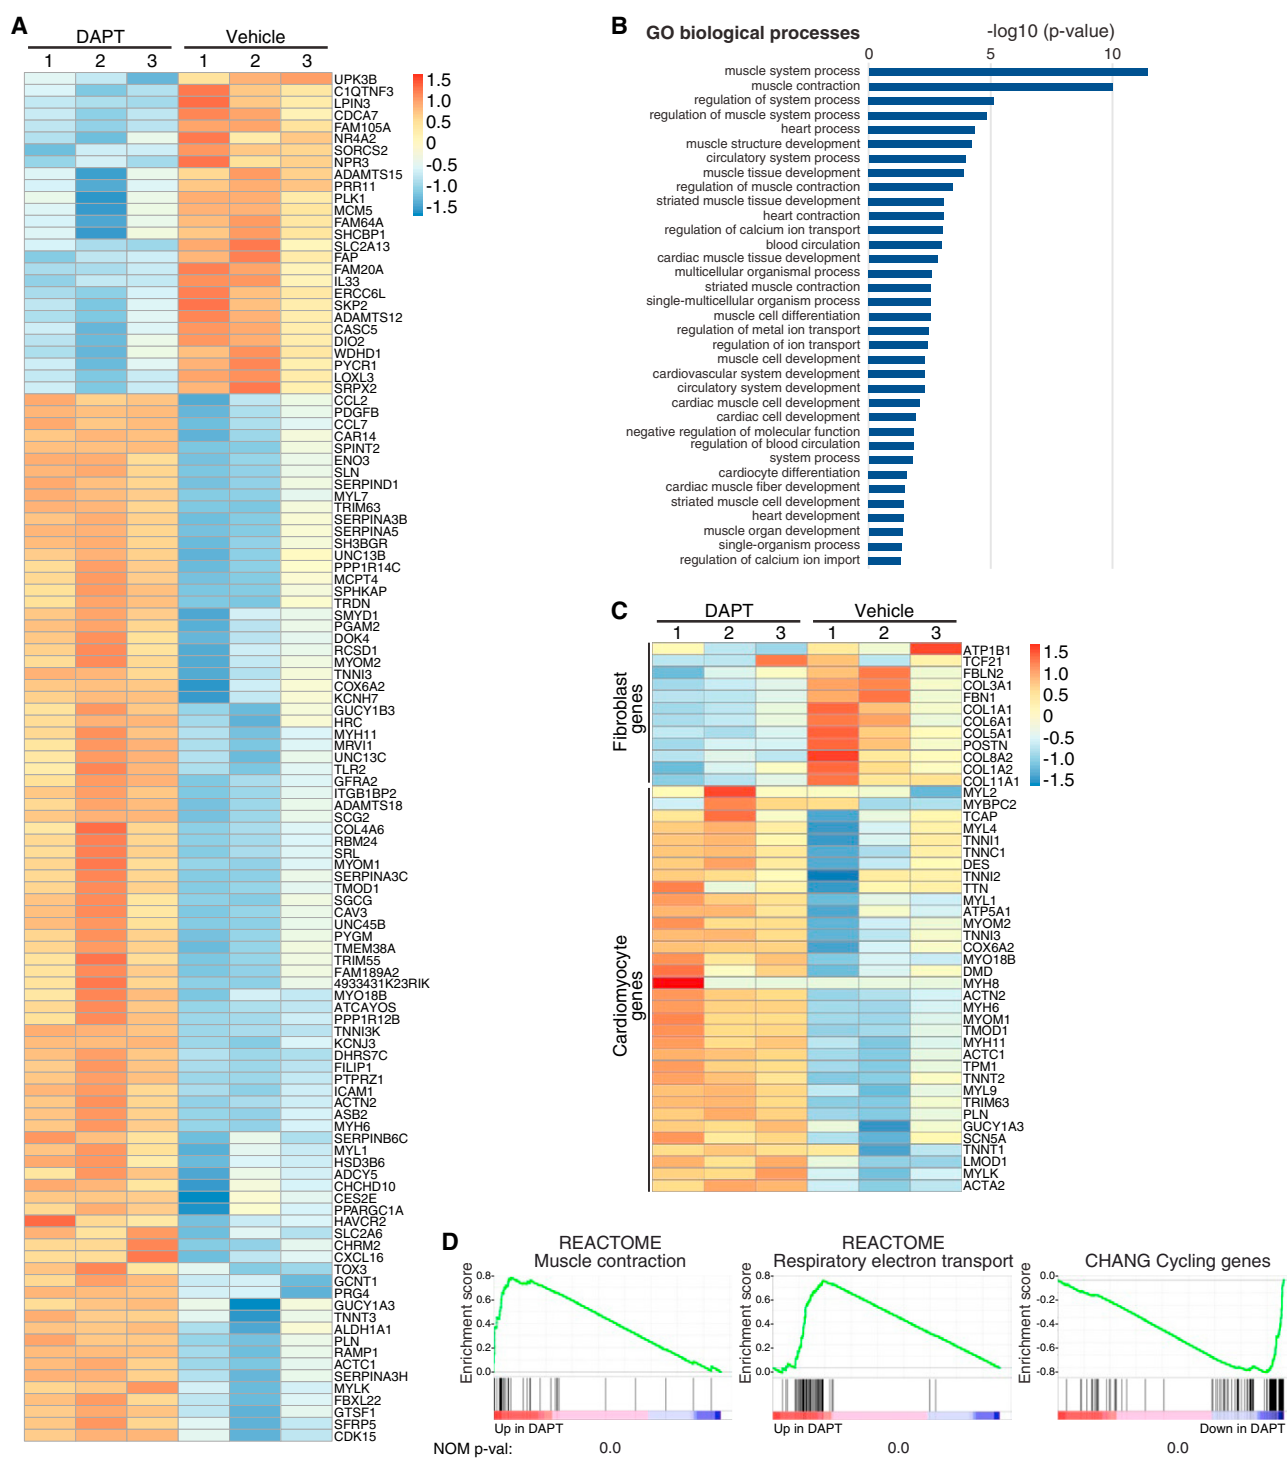 A
DAPT Vehicle
1 2 3 1 2 3
UPK3B
C1QTNF3
LPIN3
CDCA7
FAM105A
NR4A2
SORCS2
NPR3
ADAMTS15
PRR11
PLK1
MCM5
FAM64A
SHCBP1
SLC2A13
FAP
FAM20A
IL33
ERCC6L
SKP2
ADAMTS12
CASC5
DIO2
WDHD1
PYCR1
LOXL3
SRPX2
CCL2
PDGFB
CCL7
CAR14
SPINT2
ENO3
SLN
SERPIND1
MYL7
TRIM63
SERPINA3B
SERPINA5
SH3BGR
UNC13B
PPP1R14C
MCPT4
SPHKAP
TRDN
SMYD1
PGAM2
DOK4
RCSD1
MYOM2
TNNI3
COX6A2
KCNH7
GUCY1B3
HRC
MYH11
MRVI1
UNC13C
TLR2
GFRA2
ITGB1BP2
ADAMTS18
SCG2
COL4A6
RBM24
SRL
MYOM1
SERPINA3C
TMOD1
SGCG
CAV3
UNC45B
PYGM
TMEM38A
TRIM55
FAM189A2
4933431K23RIK
MYO18B
ATCAYOS
PPP1R12B
TNNI3K
KCNJ3
DHRS7C
FILIP1
PTPRZ1
ICAM1
ACTN2
ASB2
MYH6
SERPINB6C
MYL1
HSD3B6
ADCY5
CHCHD10
CES2E
PPARGC1A
HAVCR2
SLC2A6
CHRM2
CXCL16
TOX3
GCNT1
PRG4
GUCY1A3
TNNT3
ALDH1A1
PLN
RAMP1
ACTC1
SERPINA3H
MYLK
FBXL22
GTSF1
SFRP5
CDK15
1.5
1.0
0.5
0
-0.5
-1.0
-1.5
B
GO biological processes
-log10 (p-value)
0 5 10
muscle system process
muscle contraction
regulation of system process
regulation of muscle system process
heart process
muscle structure development
circulatory system process
muscle tissue development
regulation of muscle contraction
striated muscle tissue development
heart contraction
regulation of calcium ion transport
blood circulation
cardiac muscle tissue development
multicellular organismal process
striated muscle contraction
single-multicellular organism process
muscle cell differentiation
regulation of metal ion transport
regulation of ion transport
muscle cell development
cardiovascular system development
circulatory system development
cardiac muscle cell development
cardiac cell development
negative regulation of molecular function
regulation of blood circulation
system process
cardiocyte differentiation
cardiac muscle fiber development
striated muscle cell development
heart development
muscle organ development
single-organism process
regulation of calcium ion import
C
DAPT Vehicle
1 2 3 1 2 3
Fibroblast
genes
ATP1B1
TCF21
FBLN2
COL3A1
FBN1
COL1A1
COL6A1
COL5A1
POSTN
COL8A2
COL1A2
COL11A1
Cardiomyocyte
genes
MYL2
MYBPC2
TCAP
MYL4
TNNI1
TNNC1
DES
TNNI2
TTN
MYL1
ATP5A1
MYOM2
TNNI3
COX6A2
MYO18B
DMD
MYH8
ACTN2
MYH6
MYOM1
TMOD1
MYH11
ACTC1
TPM1
TNNT2
MYL9
TRIM63
PLN
GUCY1A3
SCN5A
TNNT1
LMOD1
MYLK
ACTA2
1.5
1.0
0.5
0
-0.5
-1.0
-1.5
D
REACTOME
Muscle contraction
Enrichment score
0.8
0.6
0.4
0.2
0.0
Up in DAPT
REACTOME
Respiratory electron transport
Enrichment score
0.8
0.6
0.4
0.2
0.0
Up in DAPT
CHANG Cycling genes
Enrichment score
0.0
-0.2
-0.4
-0.6
-0.8
Down in DAPT
NOM p-val: 0.0 0.0 0.0